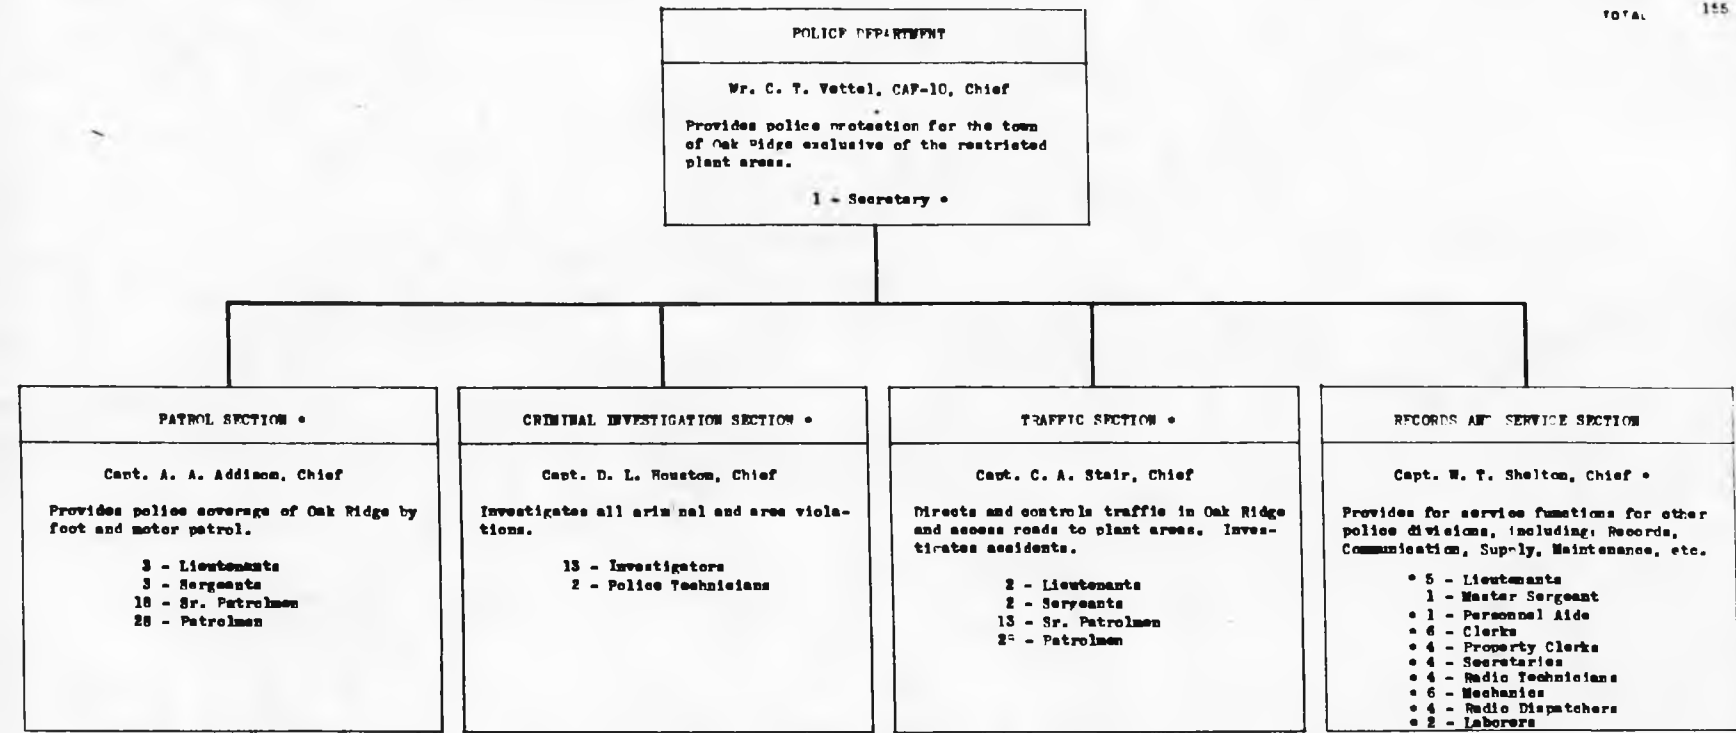 TOTAL 155
POLICE DEPARTMENT
Mr. C. T. Vettel, CAF-10, Chief
Provides police protection for the town
of Oak Ridge exclusive of the restricted
plant areas.
1 - Secretary *
PATROL SECTION *
Capt. A. A. Addison, Chief
Provides police coverage of Oak Ridge by
foot and motor patrol.
3 - Lieutenants
3 - Sergeants
- Sr. Patrolmen
- Patrolmen
CRIMINAL INVESTIGATION SECTION *
Capt. D. L. Houston, Chief
Investigates all criminal and area viola-
tions.
13 - Investigators
2 - Police Technicians
TRAFFIC SECTION *
Capt. C. A. Stair, Chief
Directs and controls traffic in Oak Ridge
and access roads to plant areas. Inves-
tigates accidents.
2 - Lieutenants
2 - Sergeants
13 - Sr. Patrolmen
- Patrolmen
RECORDS AND SERVICE SECTION
Capt. W. T. Shelton, Chief *
Provides for service functions for other
police divisions, including: Records,
Communication, Supply, Maintenance, etc.
* 5 - Lieutenants
1 - Master Sergeant
* 1 - Personnel Aide
* 6 - Clerks
* 4 - Property Clerks
* 4 - Secretaries
* 4 - Radio Technicians
* 6 - Mechanics
* 4 - Radio Dispatchers
* 2 - Laborers